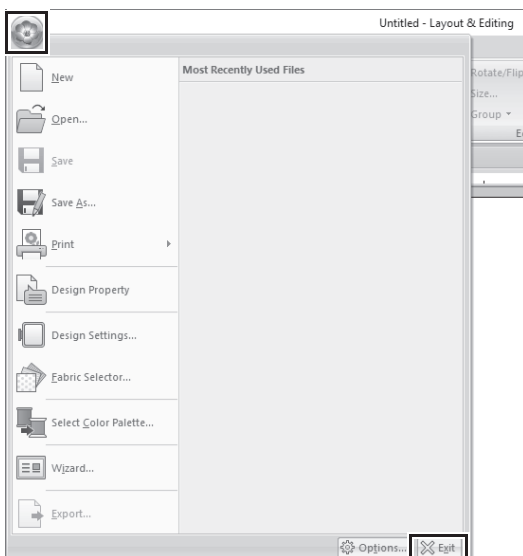 Untitled - Layout & Editing
Most Recently Used Files
New
Open...
Save
Save As...
Print
Design Property
Design Settings...
Fabric Selector...
Select Color Palette...
Wizard...
Export...
Rotate/Flip
Size...
Group
Options...
Exit